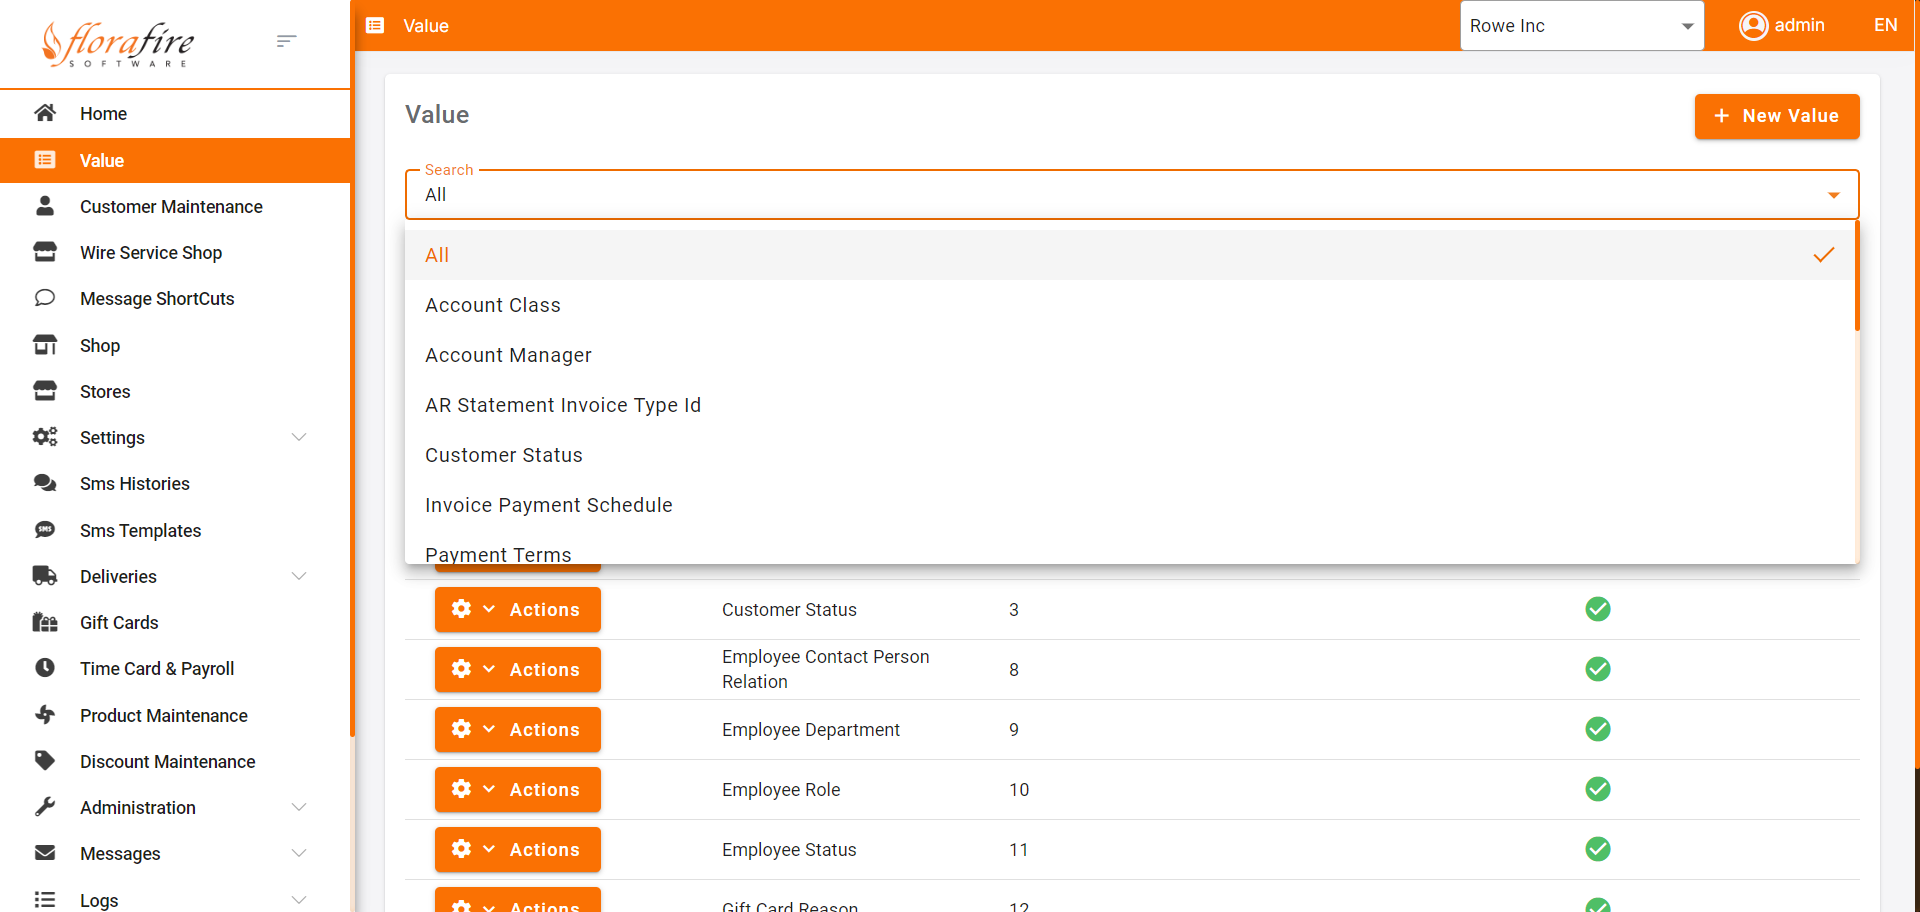 florafire
SOFTWARE
Value
Rowe Inc
admin
EN
Home
Value
Customer Maintenance
Wire Service Shop
Message ShortCuts
Shop
Stores
Settings
Sms Histories
SMS
Sms Templates
Deliveries
Gift Cards
Time Card & Payroll
Product Maintenance
Discount Maintenance
Administration
Messages
Logs
Value
New Value
Search
All
All
Account Class
Account Manager
AR Statement Invoice Type Id
Customer Status
Invoice Payment Schedule
Payment Terms
Actions Customer Status 3
Actions Employee Contact Person
Relation 8
Actions Employee Department 9
Actions Employee Role 10
Actions Employee Status 11
Actions Gift Card Reason 12